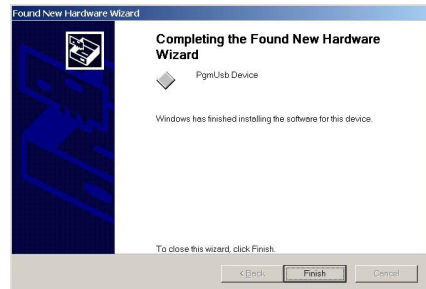 Found New Hardware Wizard
Completing the Found New Hardware
Wizard
PgmUsb Device
Windows has finished installing the software for this device.
To close this wizard, click Finish.
< Back
Finish
Cancel